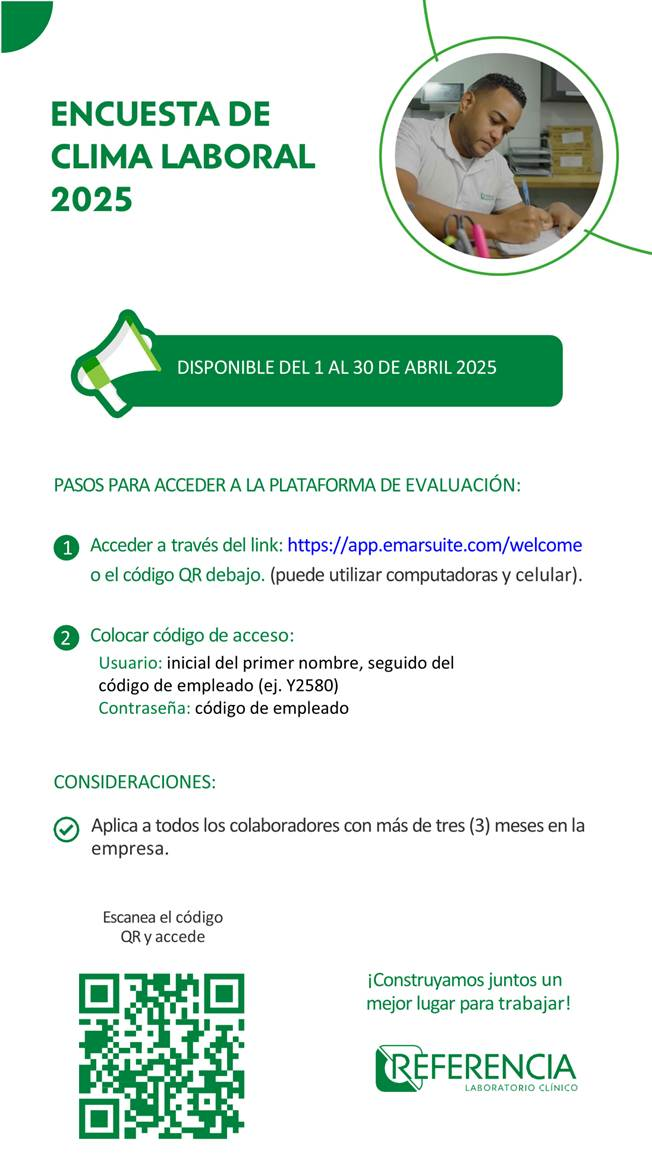 ENCUESTA DE
CLIMA LABORAL
2025
DISPONIBLE DEL 1 AL 30 DE ABRIL 2025
PASOS PARA ACCEDER A LA PLATAFORMA DE EVALUACIÓN:
1 Acceder a través del link: https://app.emarsuite.com/welcome
o el código QR debajo. (puede utilizar computadoras y celular).
2 Colocar código de acceso:
Usuario: inicial del primer nombre, seguido del
código de empleado (ej. Y2580)
Contraseña: código de empleado
CONSIDERACIONES:
Aplica a todos los colaboradores con más de tres (3) meses en la
empresa.
Escanea el código
QR y accede
¡Construyamos juntos un
mejor lugar para trabajar!
REFERENCIA
LABORATORIO CLÍNICO